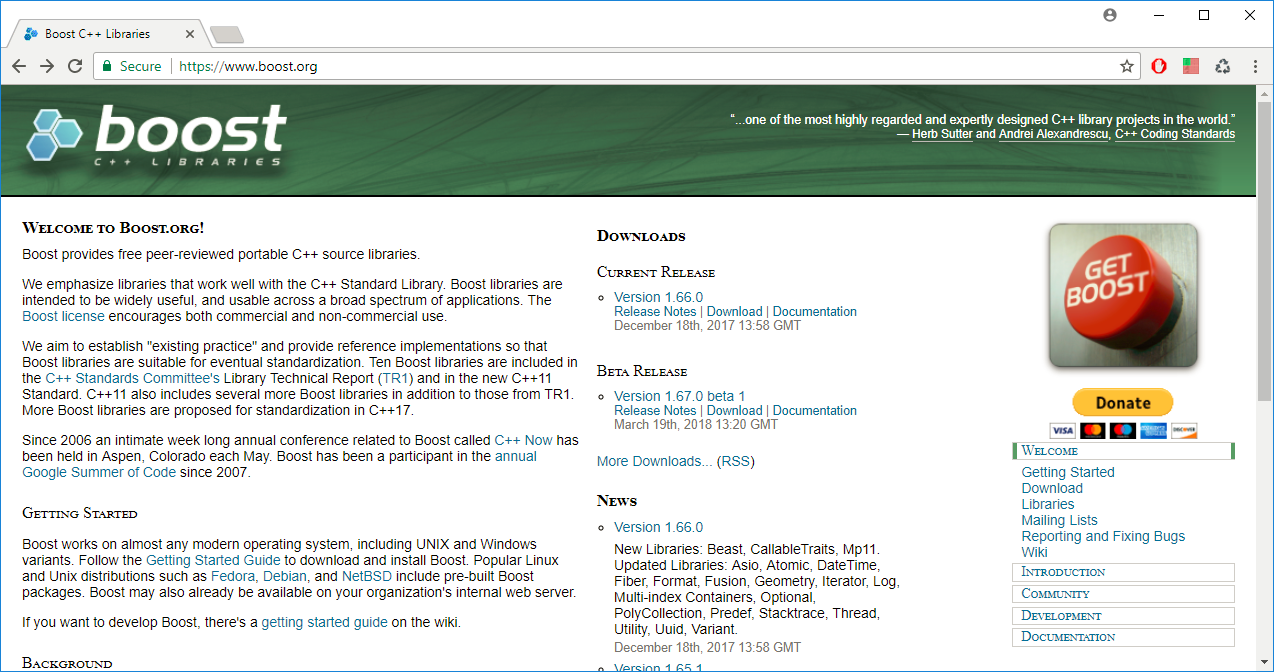 Boost C++ Libraries
Secure
https://www.boost.org
boost
C++ LIBRARIES
“...one of the most highly regarded and expertly designed C++ library projects in the world.”
— Herb Sutter and Andrei Alexandrescu, C++ Coding Standards
WELCOME TO BOOST.ORG!
Boost provides free peer-reviewed portable C++ source libraries.
We emphasize libraries that work well with the C++ Standard Library. Boost libraries are
intended to be widely useful, and usable across a broad spectrum of applications. The
Boost license encourages both commercial and non-commercial use.
We aim to establish "existing practice" and provide reference implementations so that
Boost libraries are suitable for eventual standardization. Ten Boost libraries are included in
the C++ Standards Committee's Library Technical Report (TR1) and in the new C++11
Standard. C++11 also includes several more Boost libraries in addition to those from TR1.
More Boost libraries are proposed for standardization in C++17.
Since 2006 an intimate week long annual conference related to Boost called C++ Now has
been held in Aspen, Colorado each May. Boost has been a participant in the annual
Google Summer of Code since 2007.
GETTING STARTED
Boost works on almost any modern operating system, including UNIX and Windows
variants. Follow the Getting Started Guide to download and install Boost. Popular Linux
and Unix distributions such as Fedora, Debian, and NetBSD include pre-built Boost
packages. Boost may also already be available on your organization's internal web server.
If you want to develop Boost, there's a getting started guide on the wiki.
BACKGROUND
DOWNLOADS
CURRENT RELEASE
Version 1.66.0
Release Notes | Download | Documentation
December 18th, 2017 13:58 GMT
BETA RELEASE
Version 1.67.0 beta 1
Release Notes | Download | Documentation
March 19th, 2018 13:20 GMT
More Downloads... (RSS)
NEWS
Version 1.66.0
New Libraries: Beast, CallableTraits, Mp11.
Updated Libraries: Asio, Atomic, DateTime,
Fiber, Format, Fusion, Geometry, Iterator, Log,
Multi-index Containers, Optional,
PolyCollection, Predef, Stacktrace, Thread,
Utility, Uuid, Variant.
December 18th, 2017 13:58 GMT
Version 1.65.1
GET
BOOST
Donate
VISA
DISCOVER
WELCOME
Getting Started
Download
Libraries
Mailing Lists
Reporting and Fixing Bugs
Wiki
INTRODUCTION
COMMUNITY
DEVELOPMENT
DOCUMENTATION